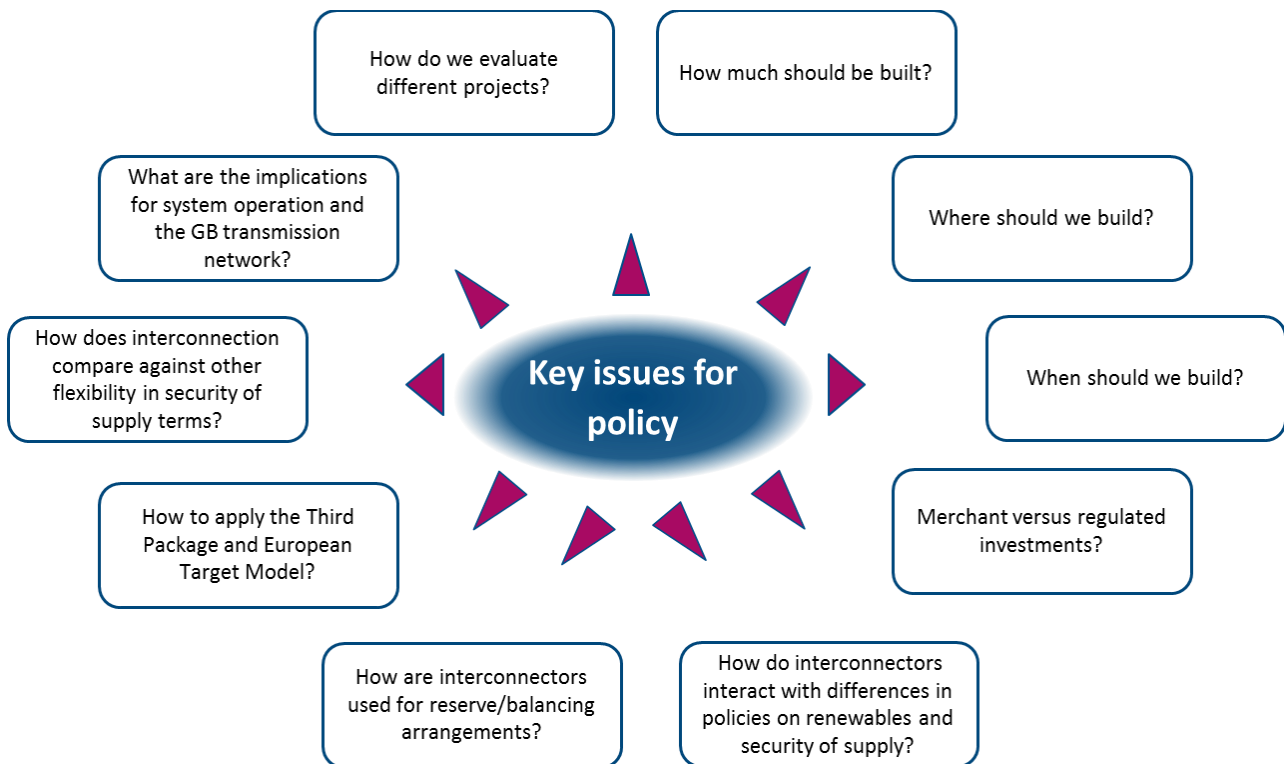 How do we evaluate
different projects?
How much should be built?
What are the implications
for system operation and
the GB transmission
network?
Where should we build?
How does interconnection
compare against other
flexibility in security of
supply terms?
Key issues for
policy
When should we build?
How to apply the Third
Package and European
Target Model?
Merchant versus regulated
investments?
How are interconnectors
used for reserve/balancing
arrangements?
How do interconnectors
interact with differences in
policies on renewables and
security of supply?